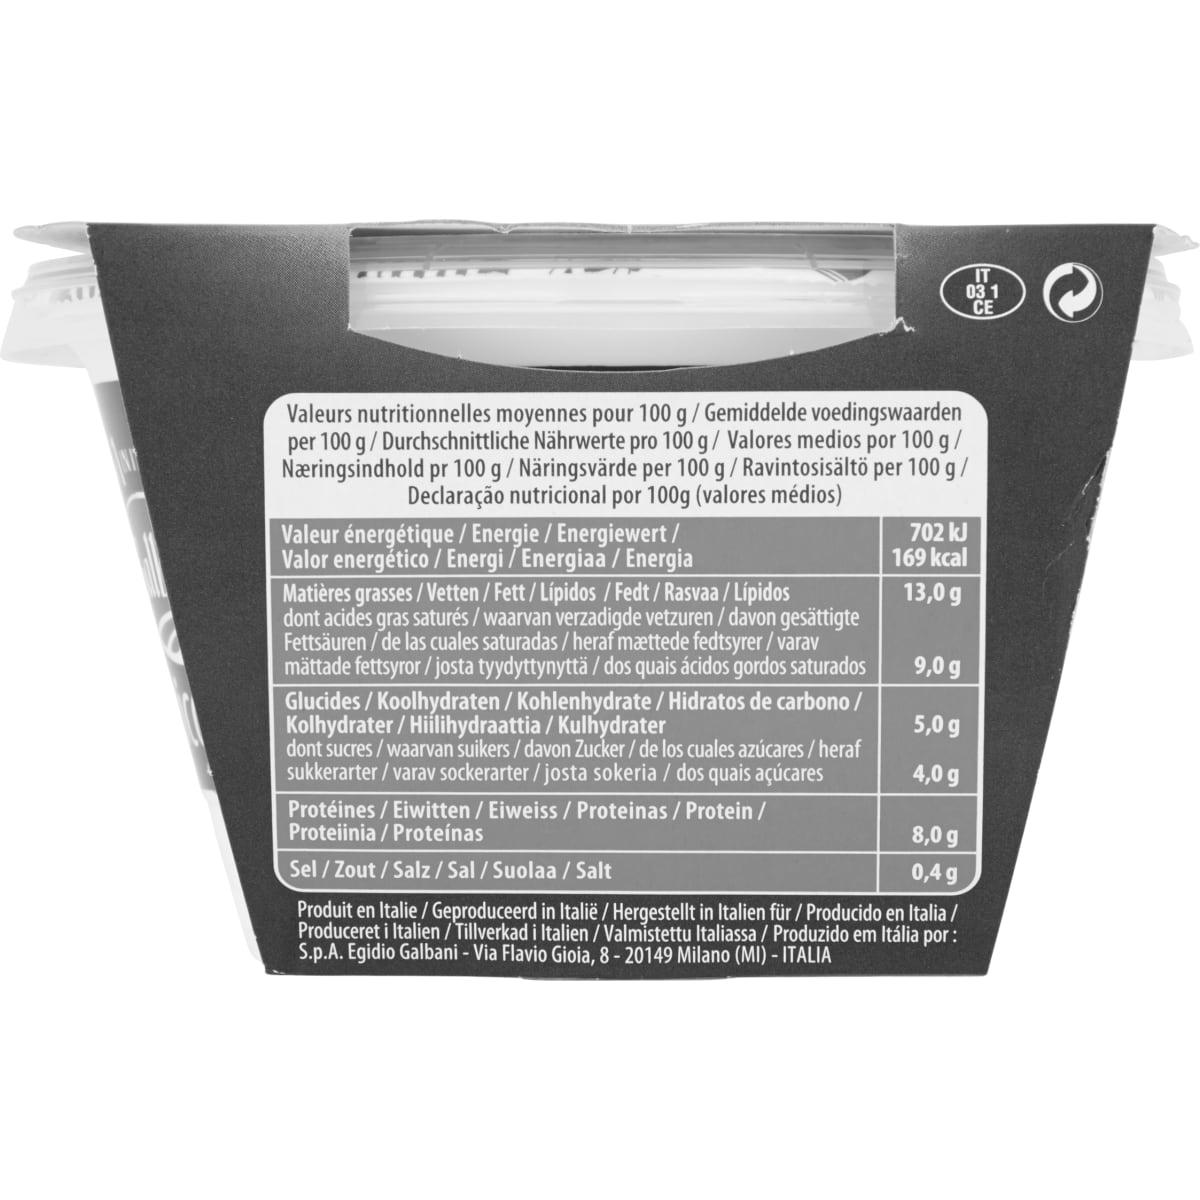 IT
03 1
CE
Valeurs nutritionnelles moyennes pour 100 g / Gemiddelde voedingswaarden
per 100 g / Durchschnittliche Nährwerte pro 100 g / Valores medios por 100 g /
Næringsindhold pr 100 g / Näringsvärde per 100 g / Ravintosisältö per 100 g /
Declaração nutricional por 100g (valores médios)
Valeur énergétique / Energie / Energiewert / 702 kJ
Valor energético / Energi / Energiaa / Energia 169 kcal
Matières grasses / Vetten / Fett / Lípidos / Fedt / Rasvaa / Lípidos 13,0 g
dont acides gras saturés / waarvan verzadigde vetzuren / davon gesättigte
Fettsäuren / de las cuales saturadas / heraf mættede fedtsyrer / varav
mättade fettsyror / josta tyydyttynyttä / dos quais ácidos gordos saturados 9,0 g
Glucides / Koolhydraten / Kohlenhydrate / Hidratos de carbono /
Kolhydrater / Hiilihydraattia / Kulhydrater 5,0 g
dont sucres / waarvan suikers / davon Zucker / de los cuales azúcares / heraf
sukkerarter / varav sockerarter / josta sokeria / dos quais açúcares 4,0 g
Protéines / Eiwitten / Eiweiss / Proteinas / Protein /
Proteiinia / Proteínas 8,0 g
Sel / Zout / Salz / Sal / Suolaa / Salt 0,4 g
Produit en Italie / Geproduceerd in Italië / Hergestellt in Italien für / Producido en Italia /
Produceret i Italien / Tillverkad i Italien / Valmistettu Italiassa / Produzido em Itália por :
S.p.A. Egidio Galbani - Via Flavio Gioia, 8 - 20149 Milano (MI) - ITALIA